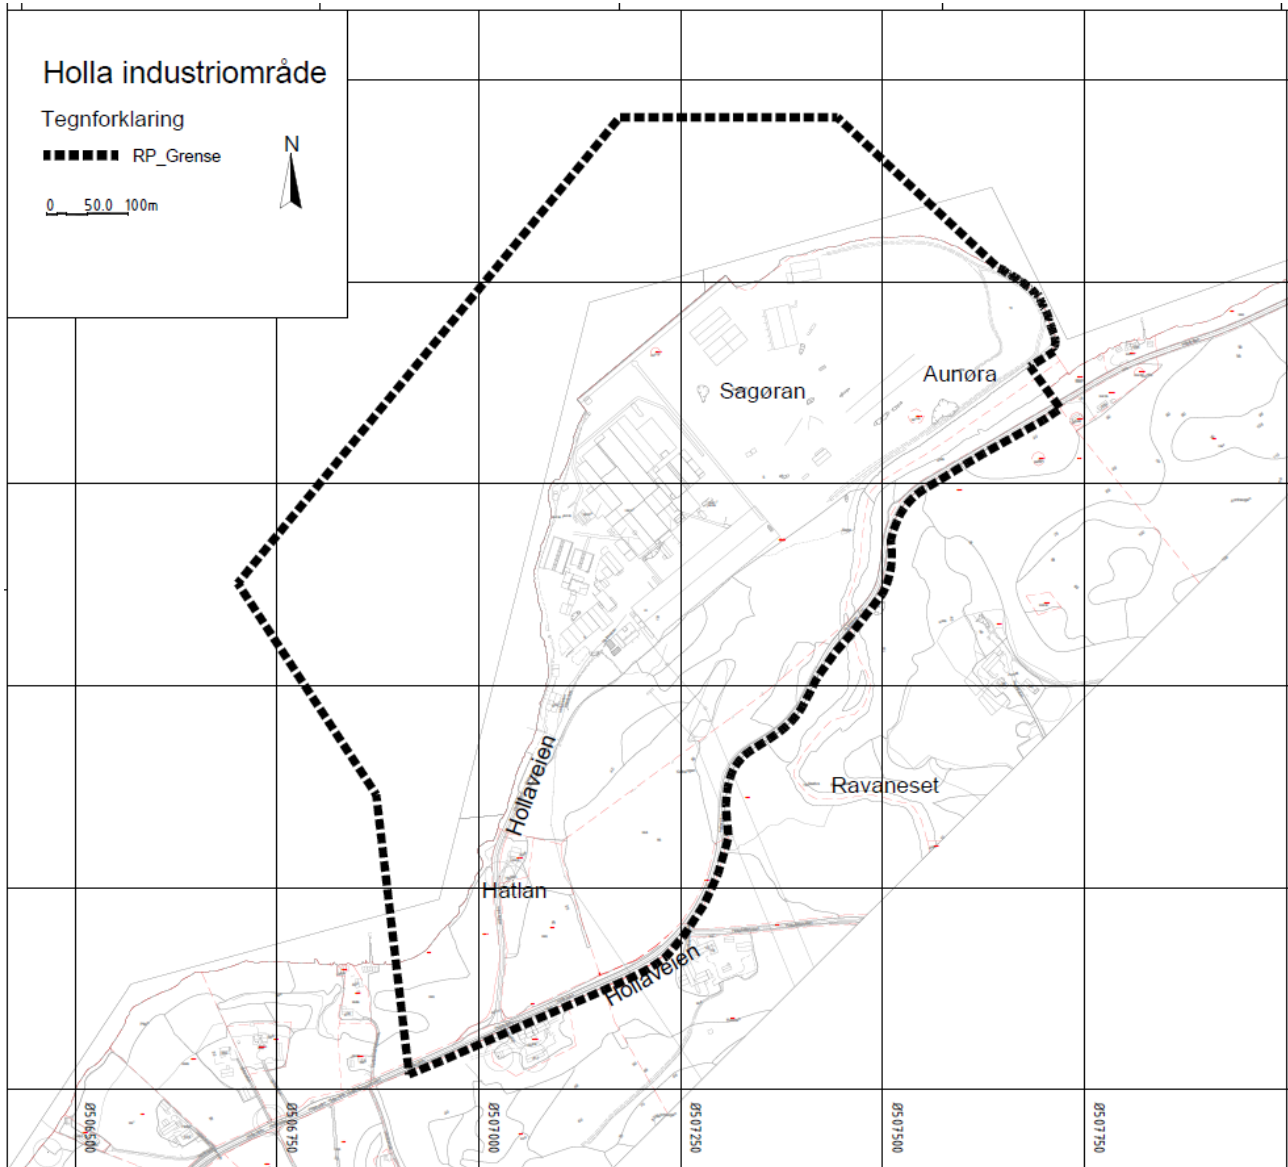 Holla industriområde
Tegnforklaring
RP_Grense
N
0 50.0 100m
Sagøran
Aunøra
Hollaveien
Ravaneset
Hatlan
Hollaveien
Ø506500
Ø506750
Ø507000
Ø507250
Ø507500
Ø507750